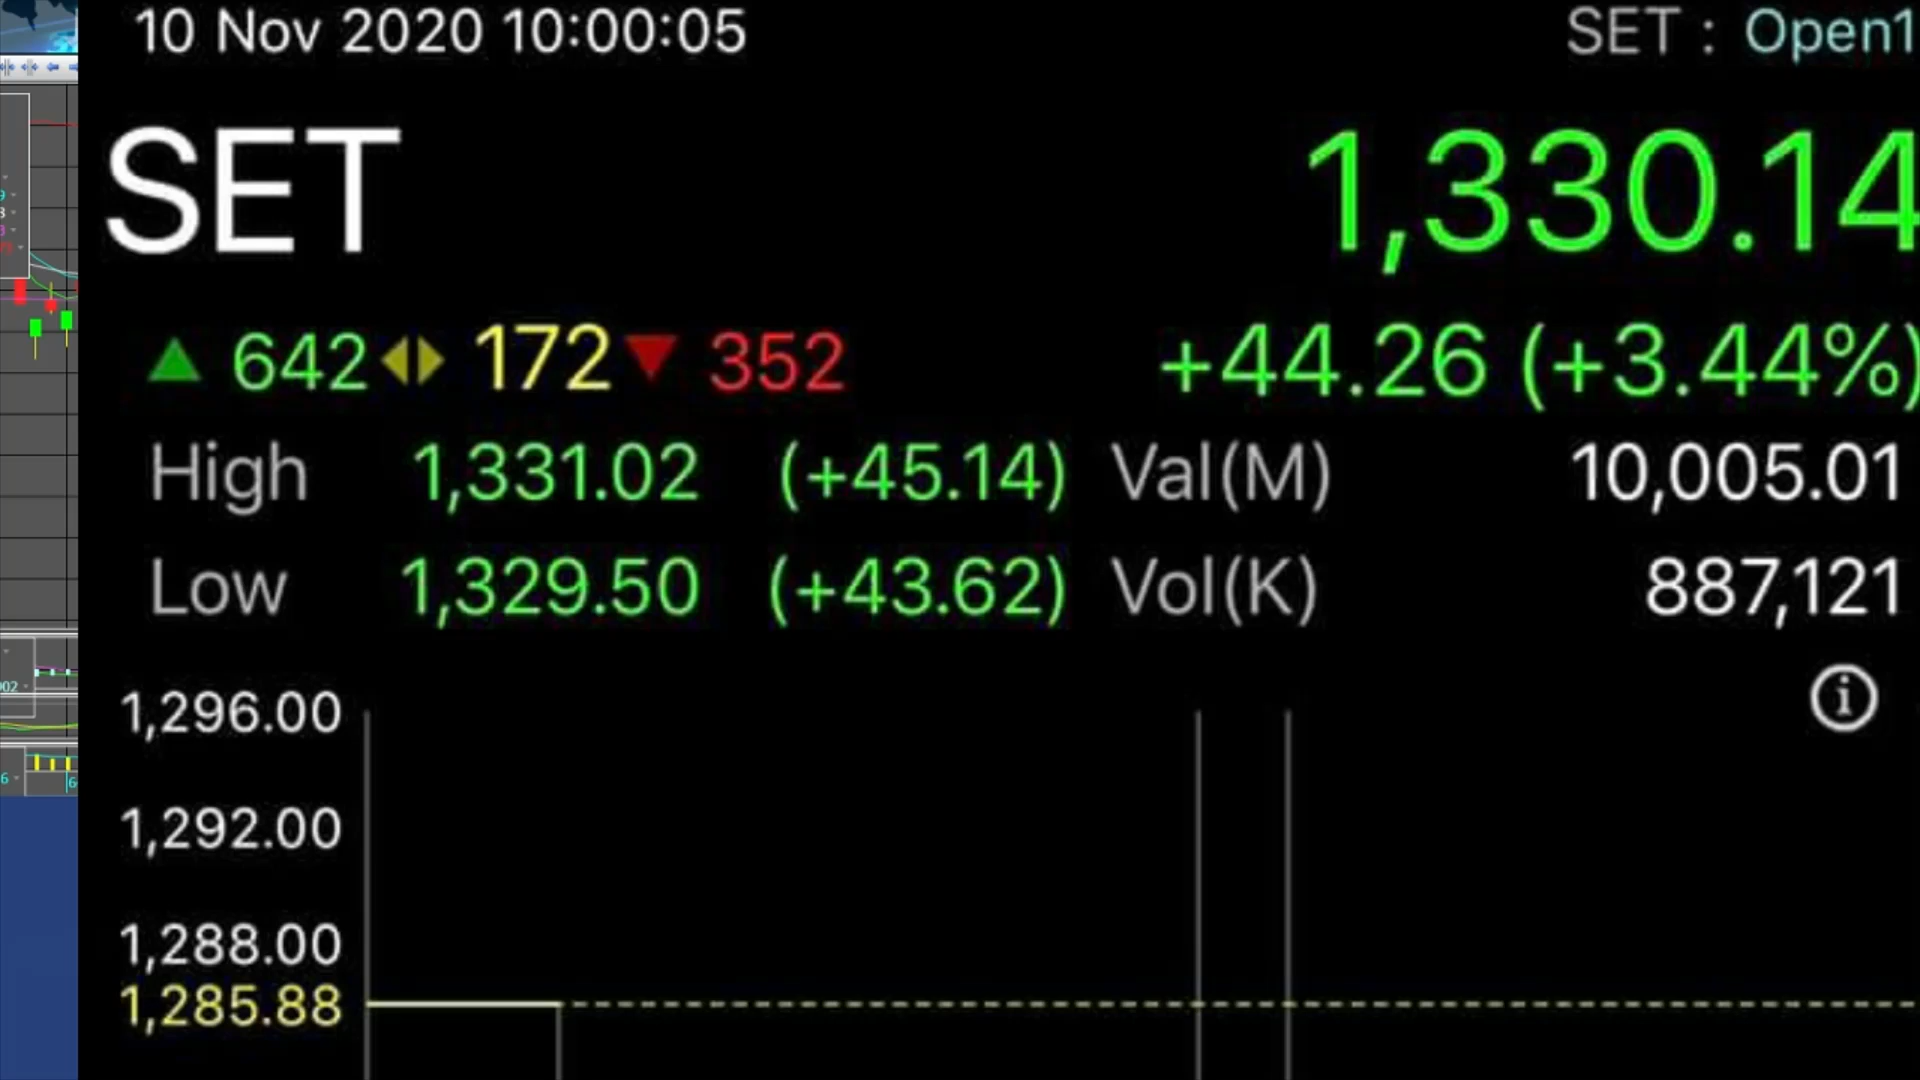 10 Nov 2020 10:00:05 SET : Open1
SET 1,330.14
642 172 352 +44.26 (+3.44%)
High 1,331.02 (+45.14) Val(M) 10,005.01
Low 1,329.50 (+43.62) Vol(K) 887,121
1,296.00
1,292.00
1,288.00
1,285.88